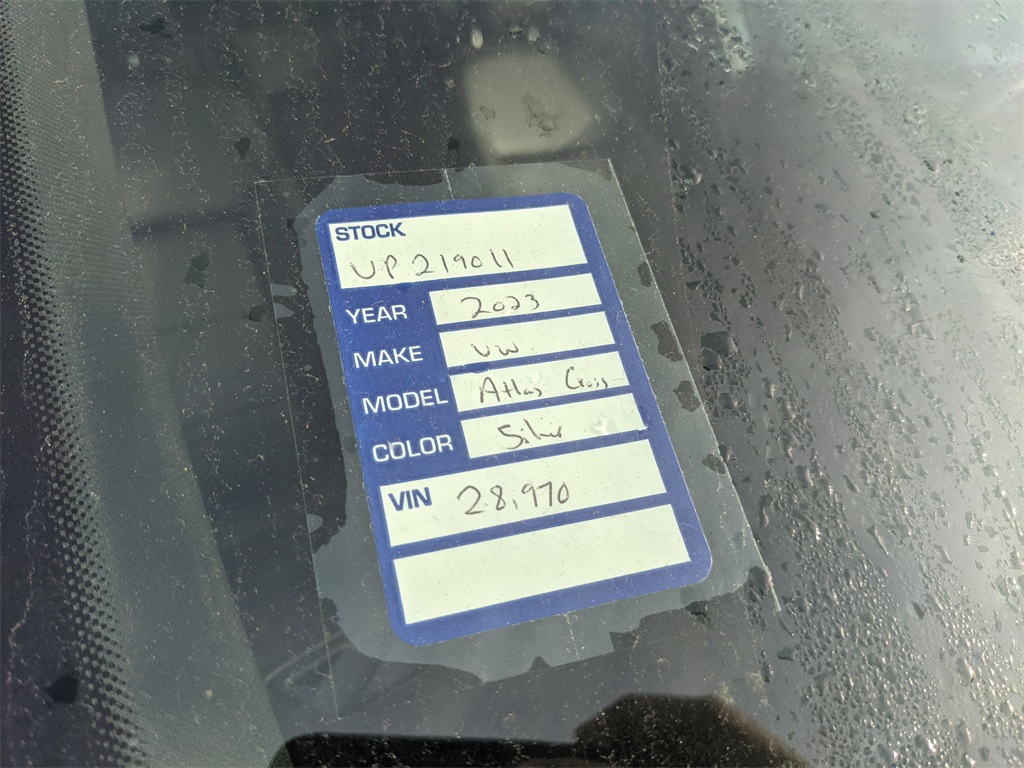 STOCK
UP219011
YEAR 2023
MAKE VW
MODEL Atlas Cross
COLOR Silver
VIN 28,970